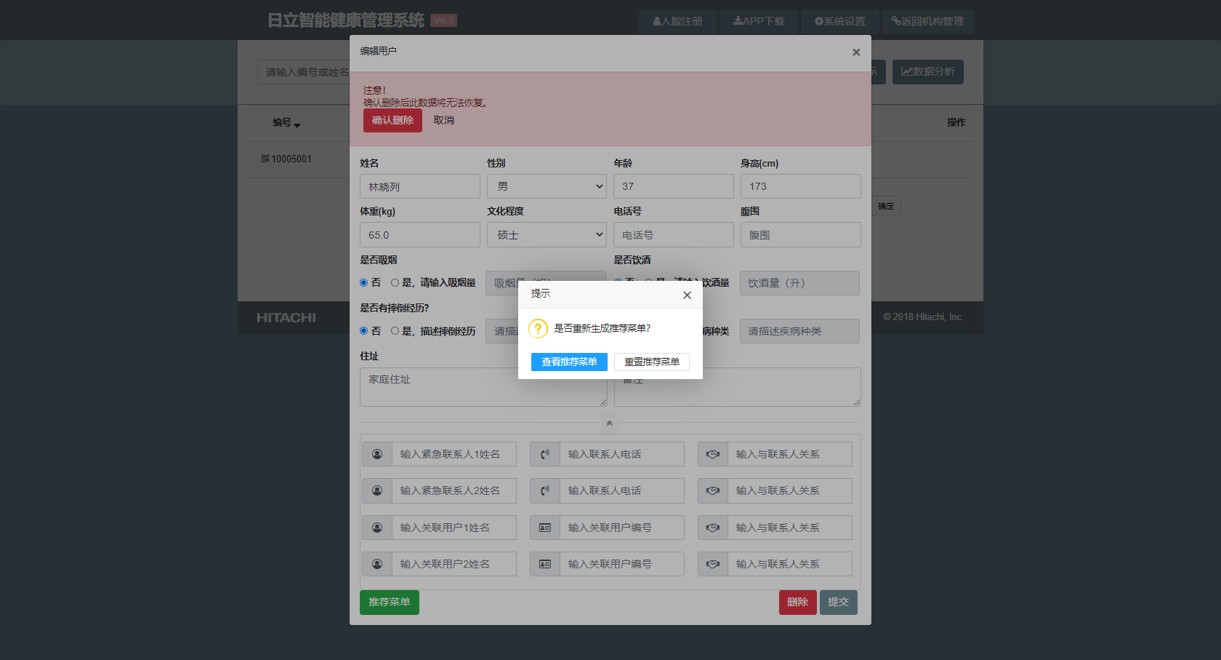 日立智能健康管理系统 Ver.2
人脸注册
APP下载
系统设置
返回机构管理
编辑用户
请输入编号或姓名
示
数据分析
注意！
确认删除后此数据将无法恢复。
确认删除
取消
编号
操作
10005001
确定
姓名
性别
年龄
身高(cm)
林晓列
男
37
173
体重(kg)
文化程度
电话号
腹围
65.0
硕士
电话号
腹围
是否吸烟
是否饮酒
否
是，请输入吸烟量
饮酒量
饮酒量（升）
是否有摔倒经历？
否
是，描述摔倒经历
病种类
请描述疾病种类
提示
是否重新生成推荐菜单？
查看推荐菜单
重置推荐菜单
住址
家庭住址
备注
输入紧急联系人1姓名
输入联系人电话
输入与联系人关系
输入紧急联系人2姓名
输入联系人电话
输入与联系人关系
输入关联用户1姓名
输入关联用户编号
输入与联系人关系
输入关联用户2姓名
输入关联用户编号
输入与联系人关系
推荐菜单
删除
提交
HITACHI
© 2018 Hitachi, Inc.